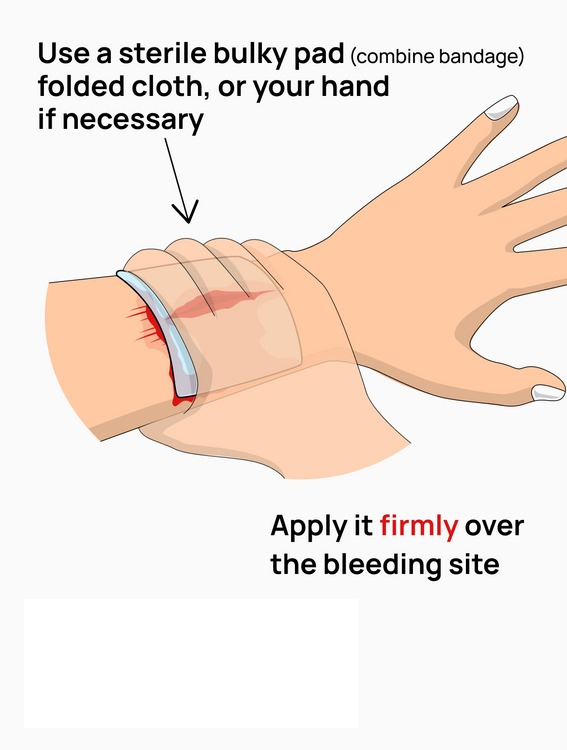 Use a sterile bulky pad (combine bandage)
folded cloth, or your hand
if necessary
Apply it firmly over
the bleeding site